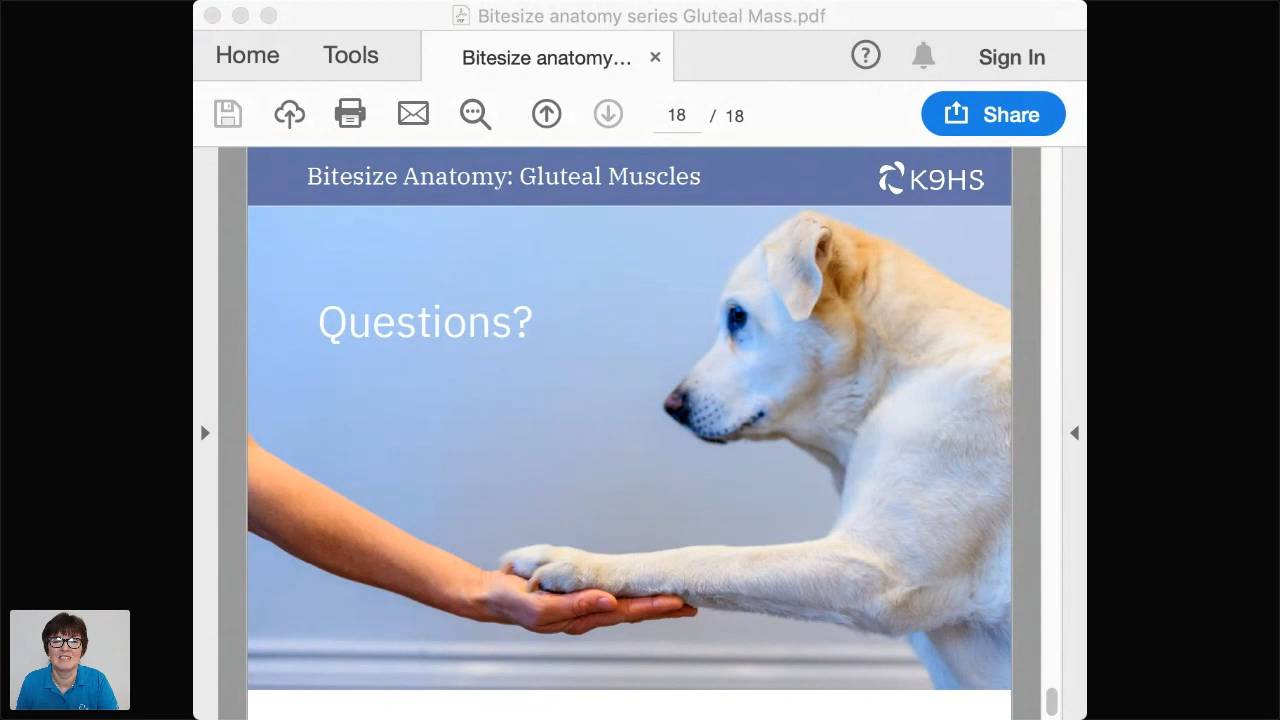 Bitesize anatomy series Gluteal Mass.pdf
Home Tools Bitesize anatomy... × ? Sign In
18 / 18 Share
Bitesize Anatomy: Gluteal Muscles K9HS
Questions?